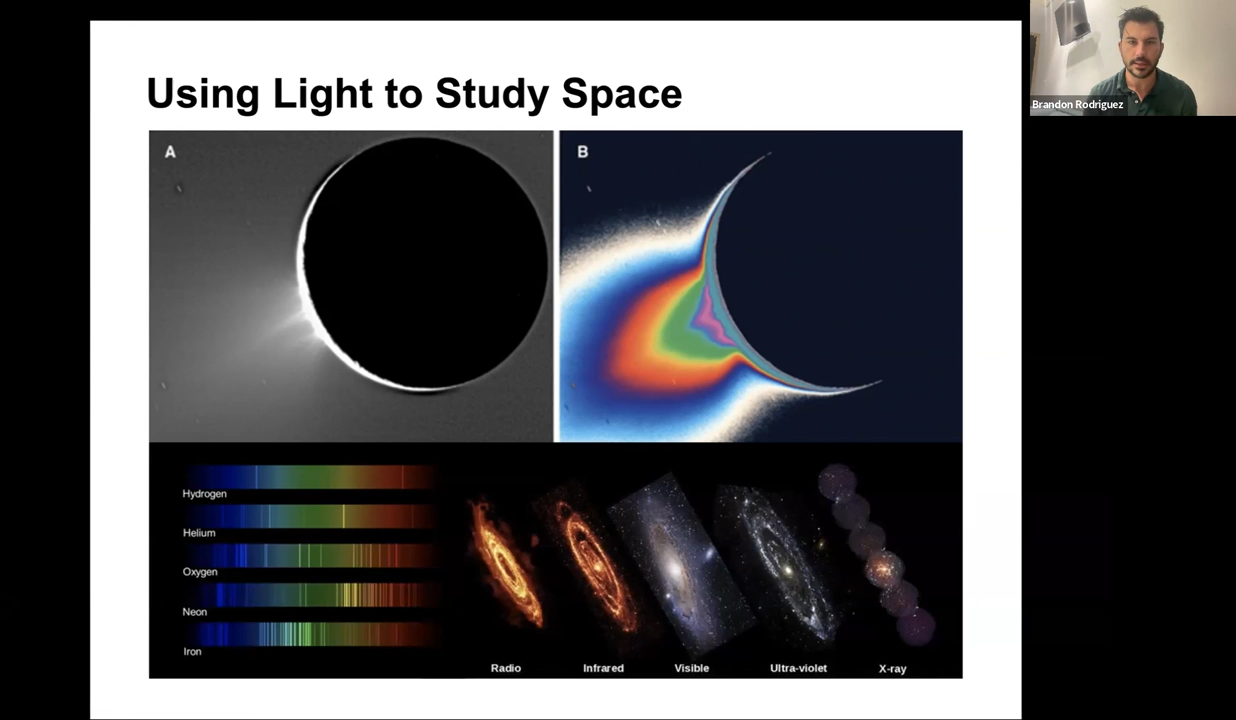 Using Light to Study Space
Brandon Rodriguez
A
B
Hydrogen
Helium
Oxygen
Neon
Iron
Radio Infrared Visible Ultra-violet X-ray